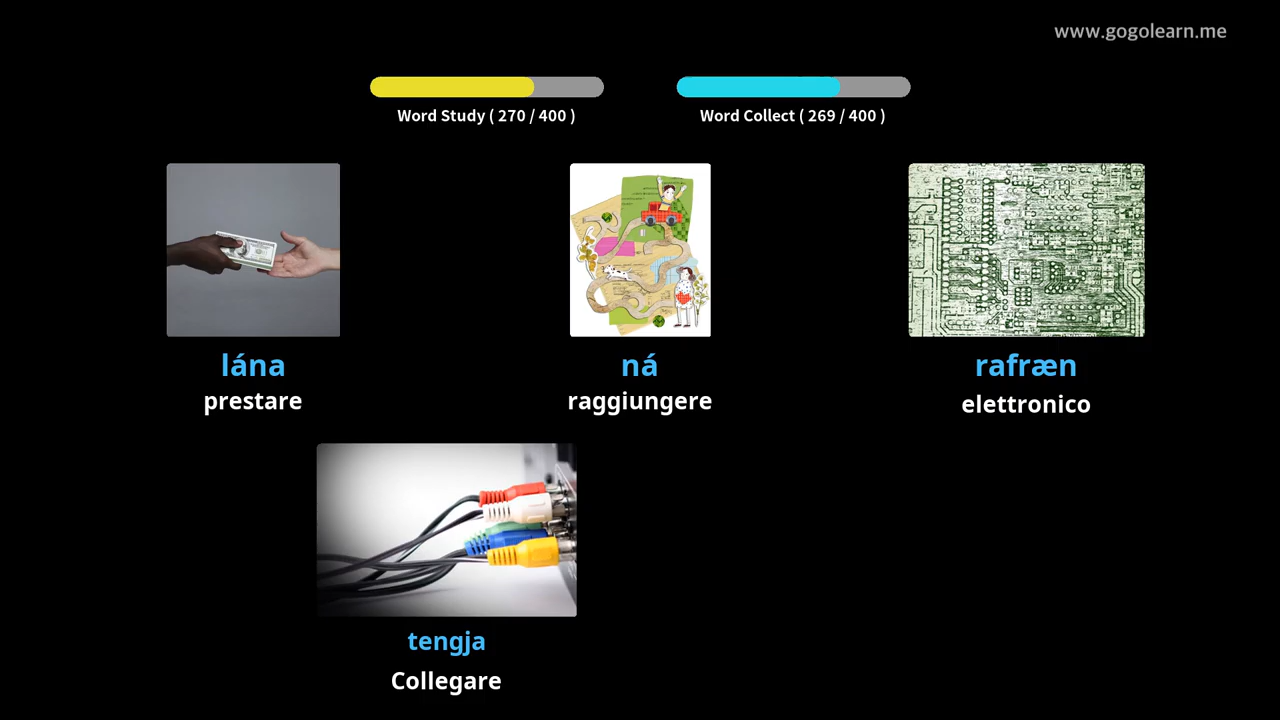 www.gogolearn.me
Word Study ( 270 / 400 )
Word Collect ( 269 / 400 )
lána
prestare
ná
raggiungere
rafræn
elettronico
tengja
Collegare